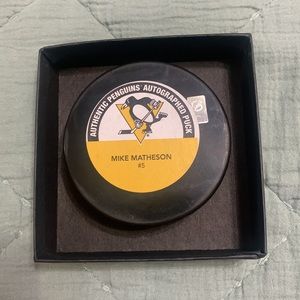 AUTHENTIC PENGUINS AUTOGRAPHED PUCK
MIKE MATHESON
#5